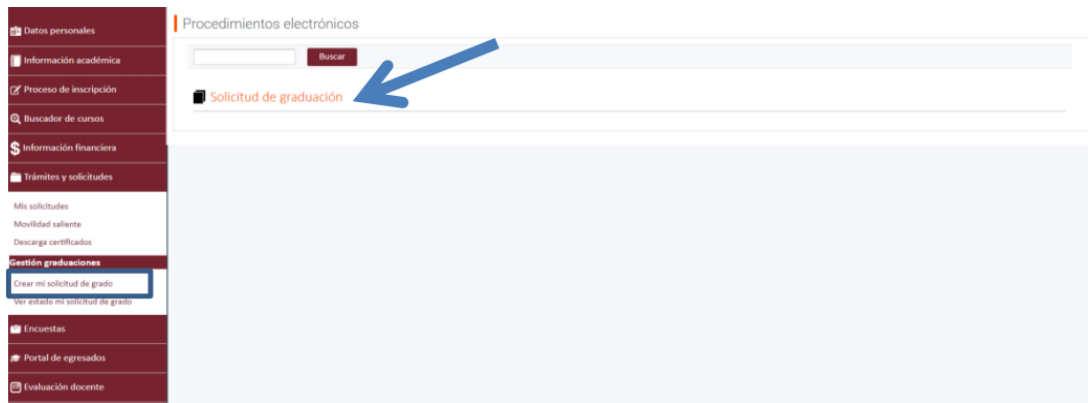 Datos personales
Información académica
Proceso de inscripción
Buscador de cursos
Información financiera
Trámites y solicitudes
Mis solicitudes
Movilidad saliente
Descarga certificados
Gestión graduaciones
Crear mi solicitud de grado
Ver estado mi solicitud de grado
Encuestas
Portal de egresados
Evaluación docente
Procedimientos electrónicos
Buscar
Solicitud de graduación